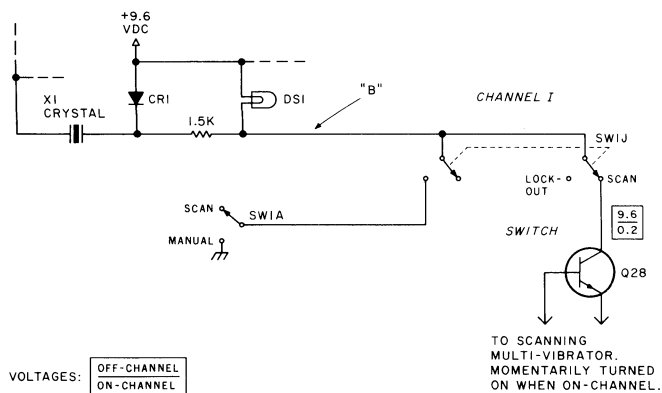 +9.6
VDC
X1
CRYSTAL
CR1
1.5K
DS1
"B"
CHANNEL I
SW1J
LOCK-
OUT
SCAN
SCAN
SW1A
MANUAL
SWITCH
9.6
0.2
Q28
TO SCANNING
MULTI-VIBRATOR.
MOMENTARILY TURNED
ON WHEN ON-CHANNEL.
VOLTAGES:
OFF-CHANNEL
ON-CHANNEL